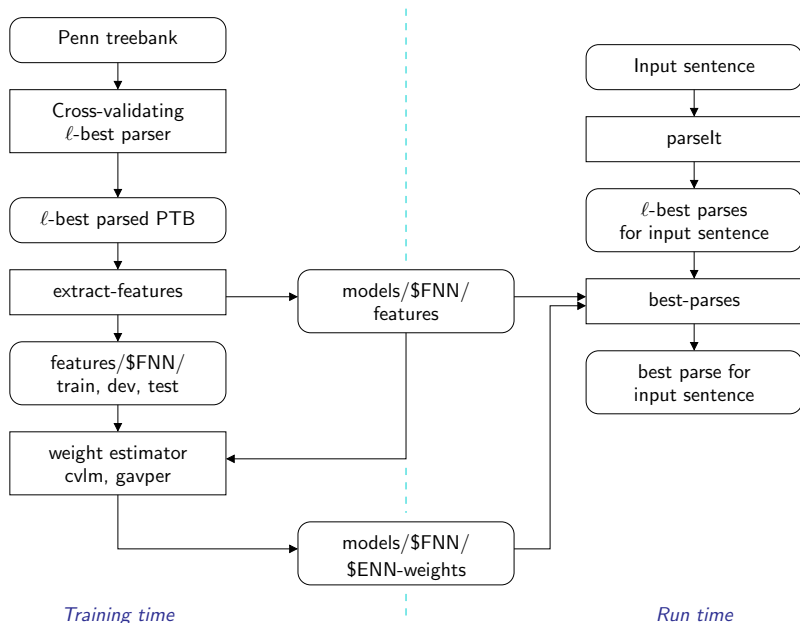 Penn treebank
Cross-validating
ℓ-best parser
ℓ-best parsed PTB
extract-features
features/$FNN/
train, dev, test
weight estimator
cvlm, gavper
models/$FNN/
features
models/$FNN/
$ENN-weights
Input sentence
parseIt
ℓ-best parses
for input sentence
best-parses
best parse for
input sentence
Training time
Run time